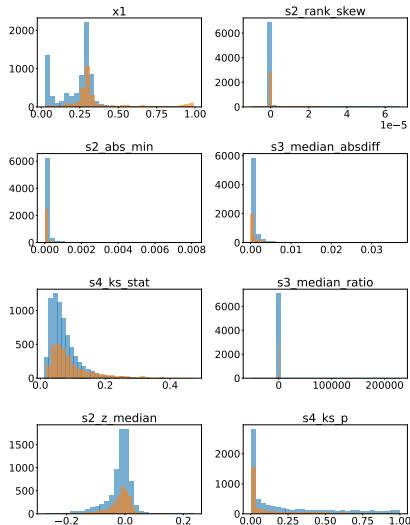 x1
2000
1000
0
0.00 0.25 0.50 0.75 1.00
s2_rank_skew
6000
4000
2000
0
0 2 4 6
1e−5
s2_abs_min
6000
4000
2000
0
0.000 0.002 0.004 0.006 0.008
s3_median_absdiff
6000
4000
2000
0
0.00 0.01 0.02 0.03
s4_ks_stat
1000
500
0
0.0 0.2 0.4
s3_median_ratio
6000
4000
2000
0
0 100000 200000
s2_z_median
1500
1000
500
0
−0.2 0.0 0.2
s4_ks_p
2000
1000
0
0.00 0.25 0.50 0.75 1.00